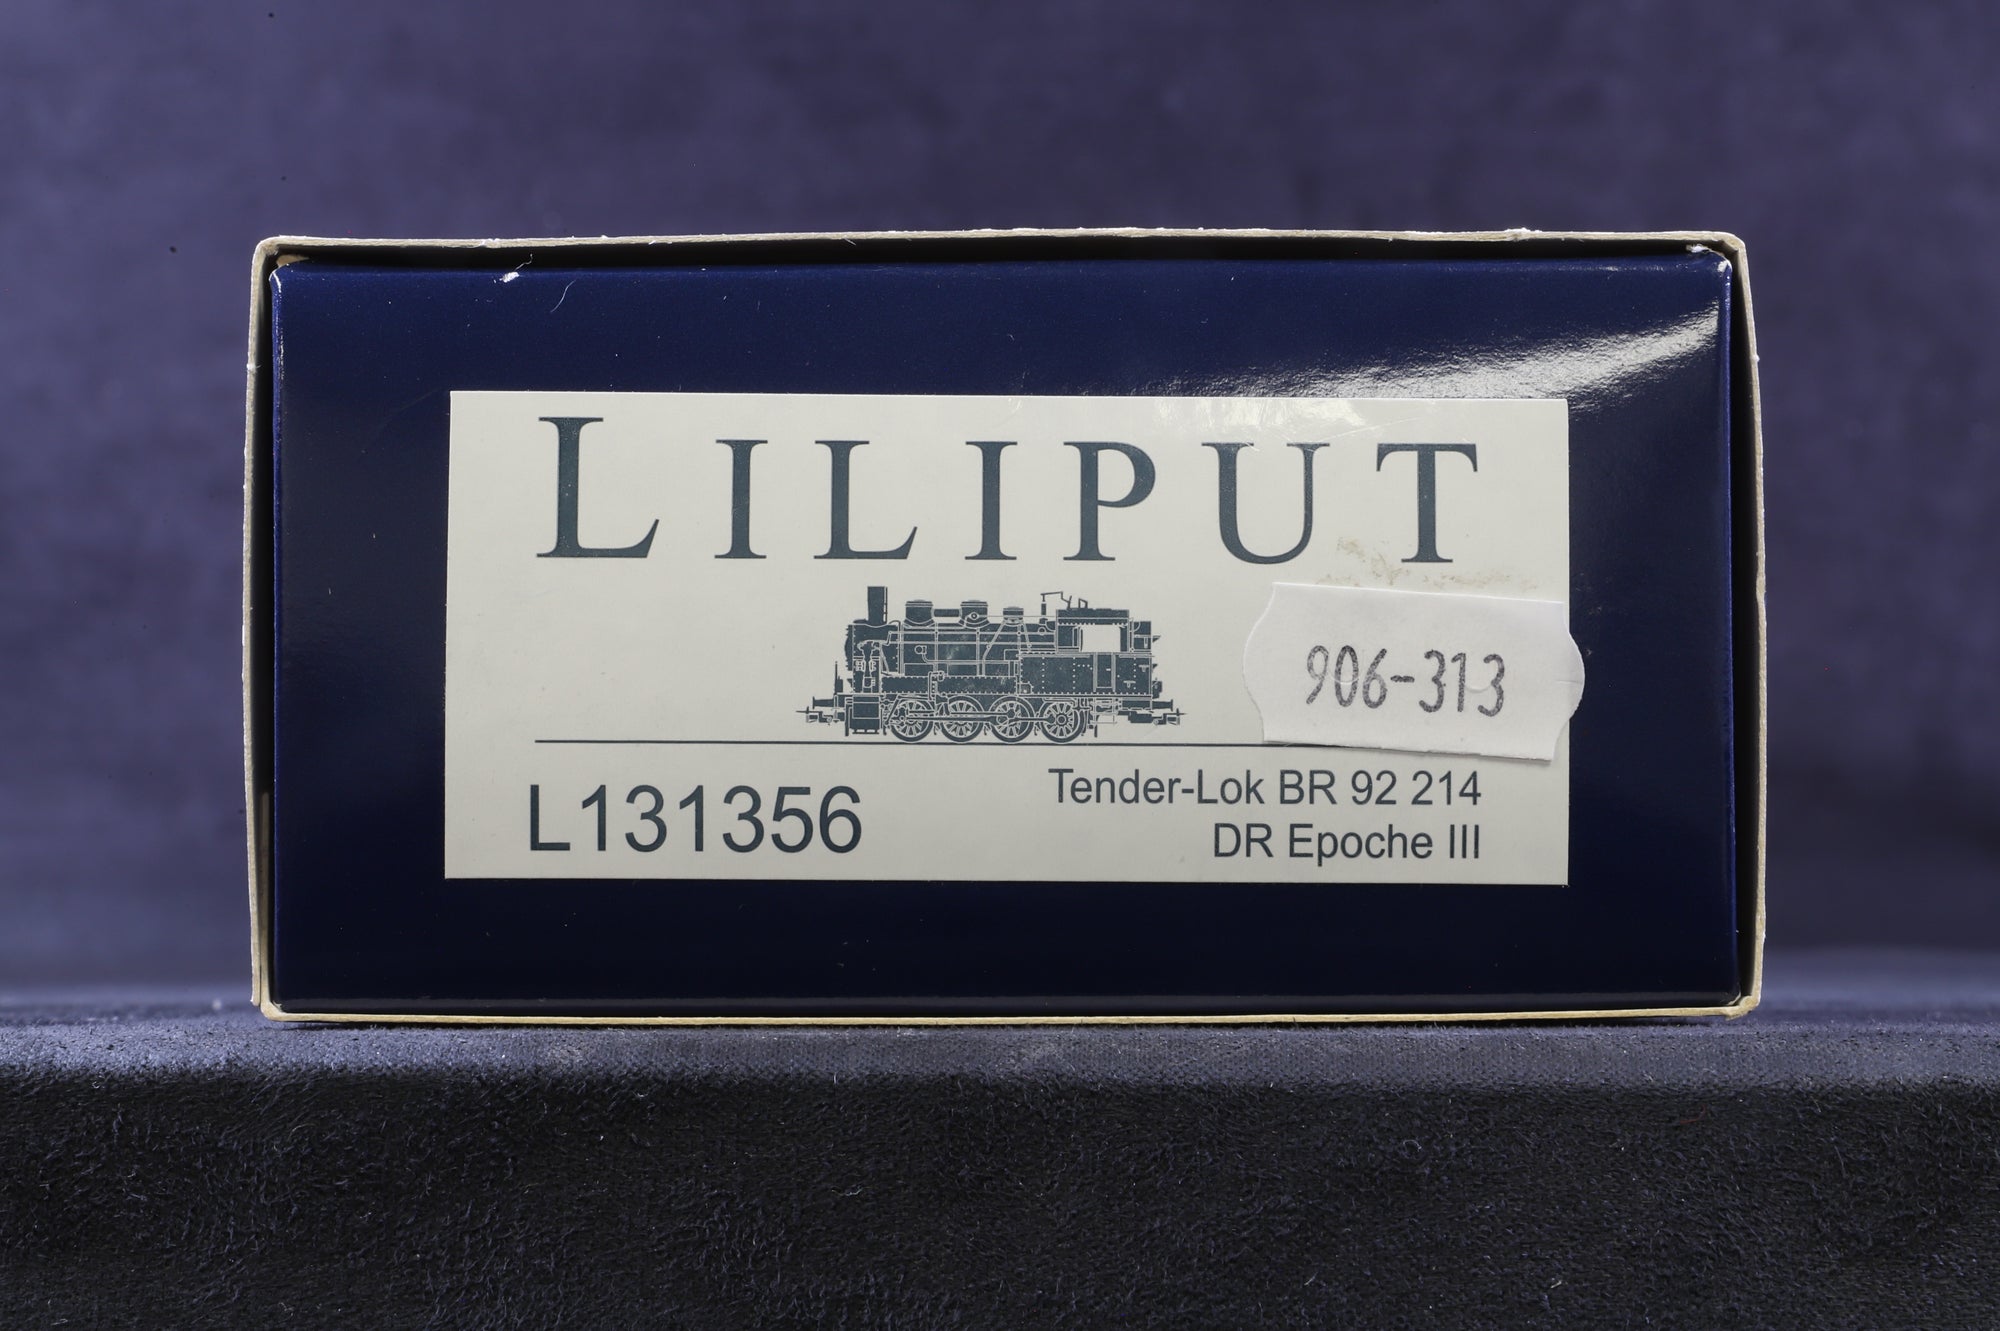 LILIPUT
906-313
L131356
Tender-Lok BR 92 214
DR Epoche III